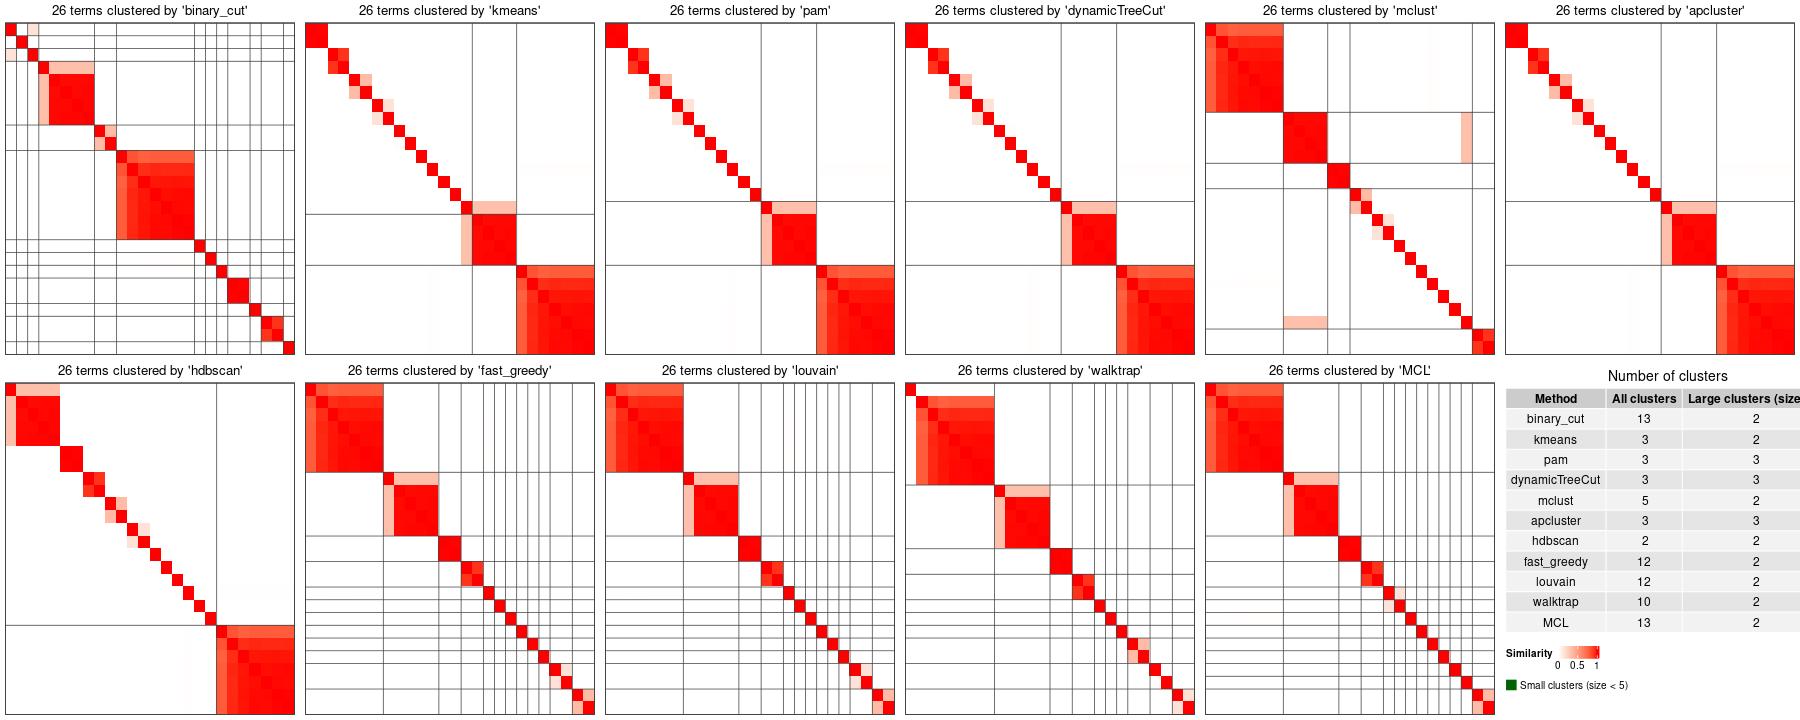 26 terms clustered by 'binary_cut'
26 terms clustered by 'kmeans'
26 terms clustered by 'pam'
26 terms clustered by 'dynamicTreeCut'
26 terms clustered by 'mclust'
26 terms clustered by 'apcluster'
26 terms clustered by 'hdbscan'
26 terms clustered by 'fast_greedy'
26 terms clustered by 'louvain'
26 terms clustered by 'walktrap'
26 terms clustered by 'MCL'
Number of clusters
Method All clusters Large clusters (size
binary_cut 13 2
kmeans 3 2
pam 3 3
dynamicTreeCut 3 3
mclust 5 2
apcluster 3 3
hdbscan 2 2
fast_greedy 12 2
louvain 12 2
walktrap 10 2
MCL 13 2
Similarity
0 0.5 1
Small clusters (size < 5)